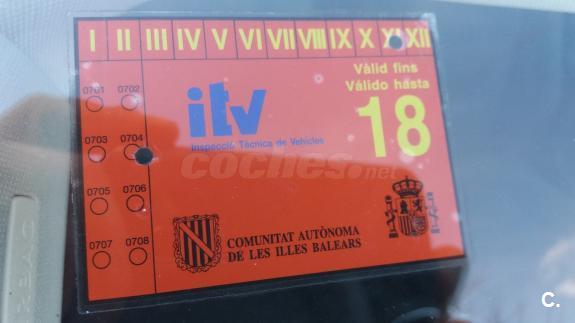 I II III IV V VI VII VIII IX X XI XII
Vàlid fins
Válido hasta
18
0701 0702
itv
Inspecció Tècnica de Vehicles
0703 0704
coches.net
0705 0706
COMUNITAT AUTÒNOMA
DE LES ILLES BALEARS
0707 0708
C.